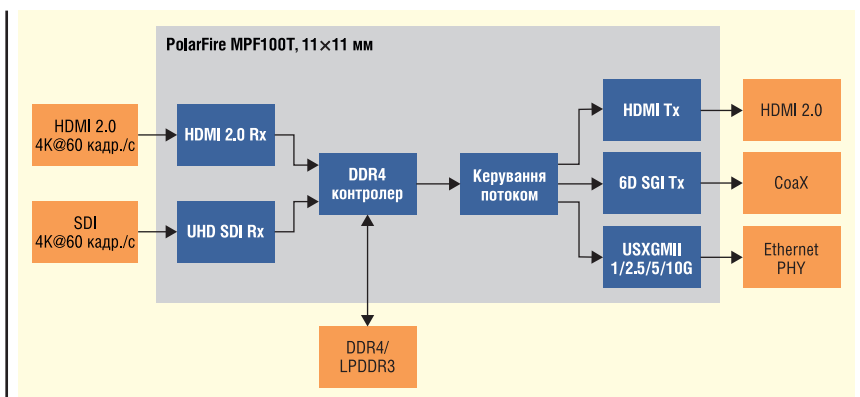 PolarFire MPF100T, 11×11 мм
HDMI 2.0
4K@60 кадр./с
HDMI 2.0 Rx
SDI
4K@60 кадр./с
UHD SDI Rx
DDR4
контролер
Керування
потоком
HDMI Tx
HDMI 2.0
6D SGI Tx
CoaX
USXGMII
1/2.5/5/10G
Ethernet
PHY
DDR4/
LPDDR3